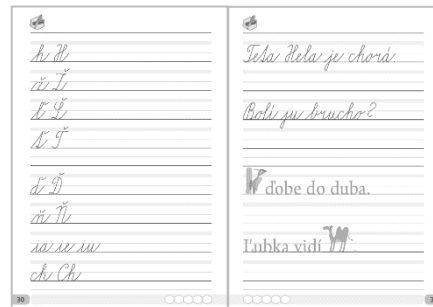 h H
ľ Ľ
ť Ť
ď Ď
ň Ň
ia ie iu
ch Ch
30
Teta Hela je chorá.
Bolí ju brucho?
ďobe do duba.
Ľubka vidí .